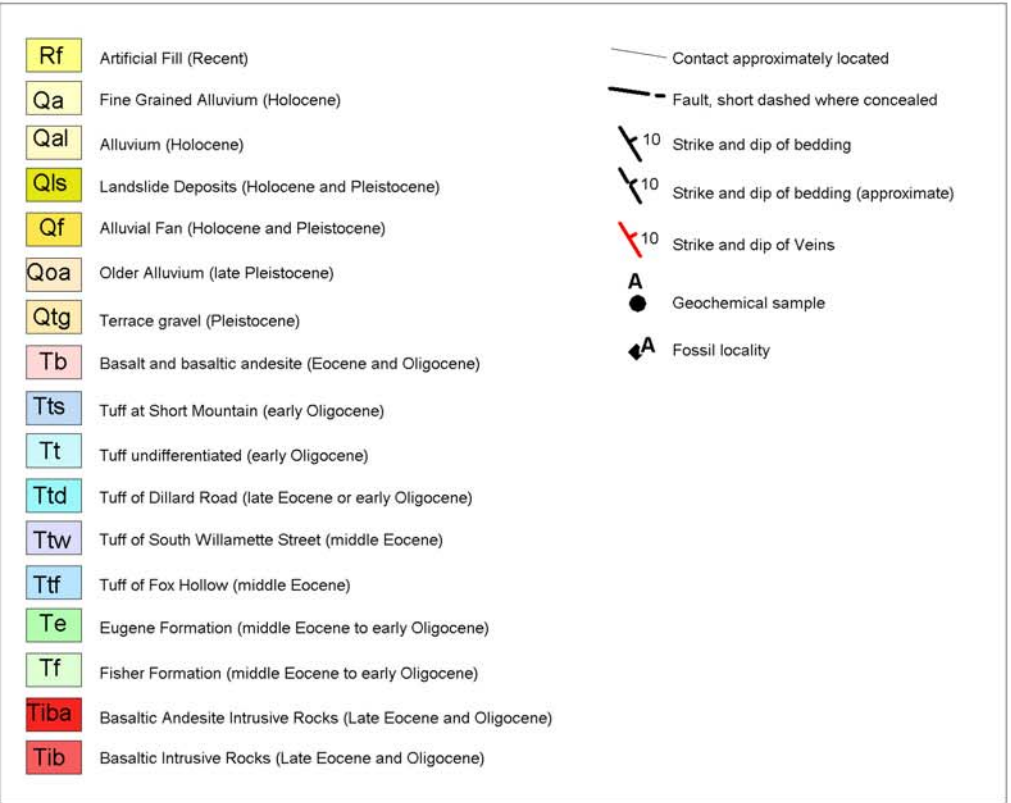 Rf Artificial Fill (Recent)
Qa Fine Grained Alluvium (Holocene)
Qal Alluvium (Holocene)
Qls Landslide Deposits (Holocene and Pleistocene)
Qf Alluvial Fan (Holocene and Pleistocene)
Qoa Older Alluvium (late Pleistocene)
Qtg Terrace gravel (Pleistocene)
Tb Basalt and basaltic andesite (Eocene and Oligocene)
Tts Tuff at Short Mountain (early Oligocene)
Tt Tuff undifferentiated (early Oligocene)
Ttd Tuff of Dillard Road (late Eocene or early Oligocene)
Ttw Tuff of South Willamette Street (middle Eocene)
Ttf Tuff of Fox Hollow (middle Eocene)
Te Eugene Formation (middle Eocene to early Oligocene)
Tf Fisher Formation (middle Eocene to early Oligocene)
Tiba Basaltic Andesite Intrusive Rocks (Late Eocene and Oligocene)
Tib Basaltic Intrusive Rocks (Late Eocene and Oligocene)
Contact approximately located
Fault, short dashed where concealed
10 Strike and dip of bedding
10 Strike and dip of bedding (approximate)
10 Strike and dip of Veins
A
Geochemical sample
A Fossil locality